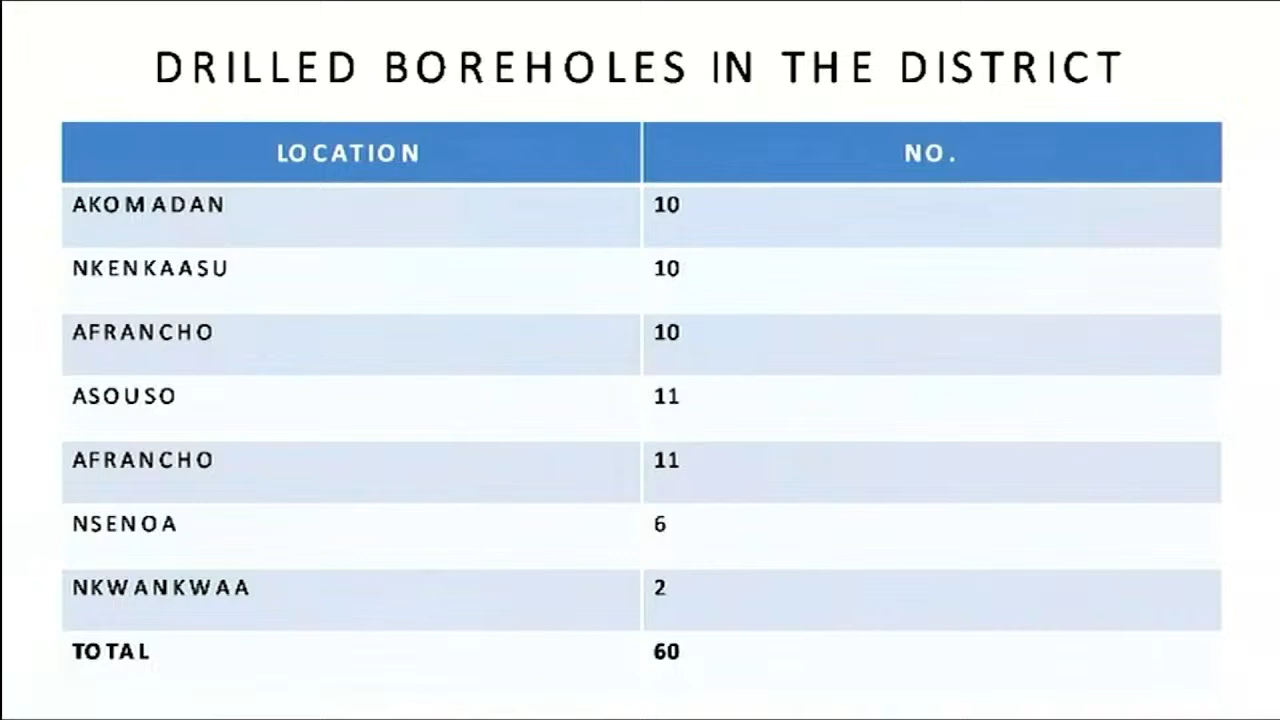 DRILLED BOREHOLES IN THE DISTRICT
LOCATION NO.
AKOMADAN 10
NKENKAASU 10
AFRANCHO 10
ASOUSO 11
AFRANCHO 11
NSENOA 6
NKWANKWAA 2
TOTAL 60